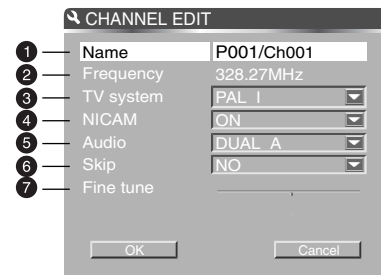 CHANNEL EDIT
1 Name P001/Ch001
2 Frequency 328.27MHz
3 TV system PAL I
4 NICAM ON
5 Audio DUAL A
6 Skip NO
7 Fine tune
OK Cancel